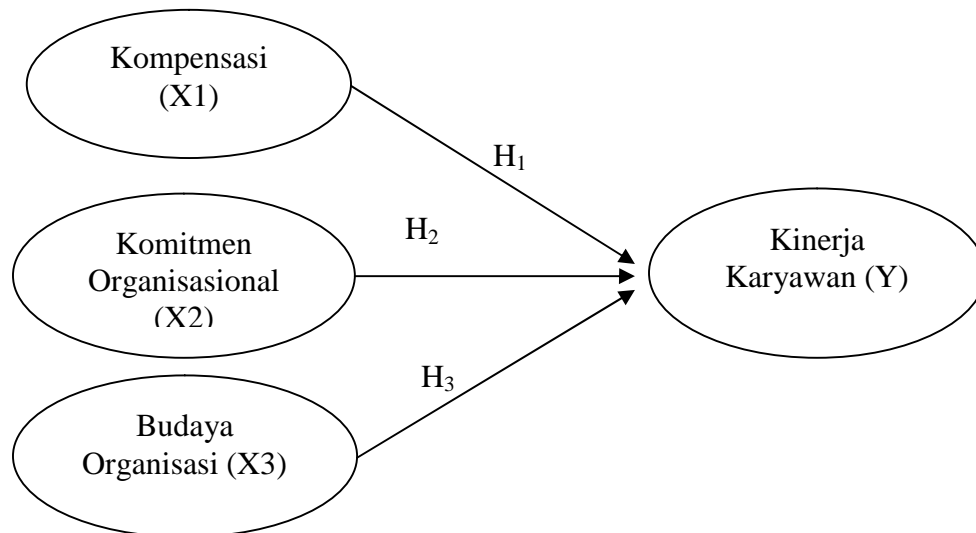 Kompensasi
(X1)
H₁
Komitmen
Organisasional
(X2)
H₂
Kinerja
Karyawan (Y)
Budaya
Organisasi (X3)
H₃